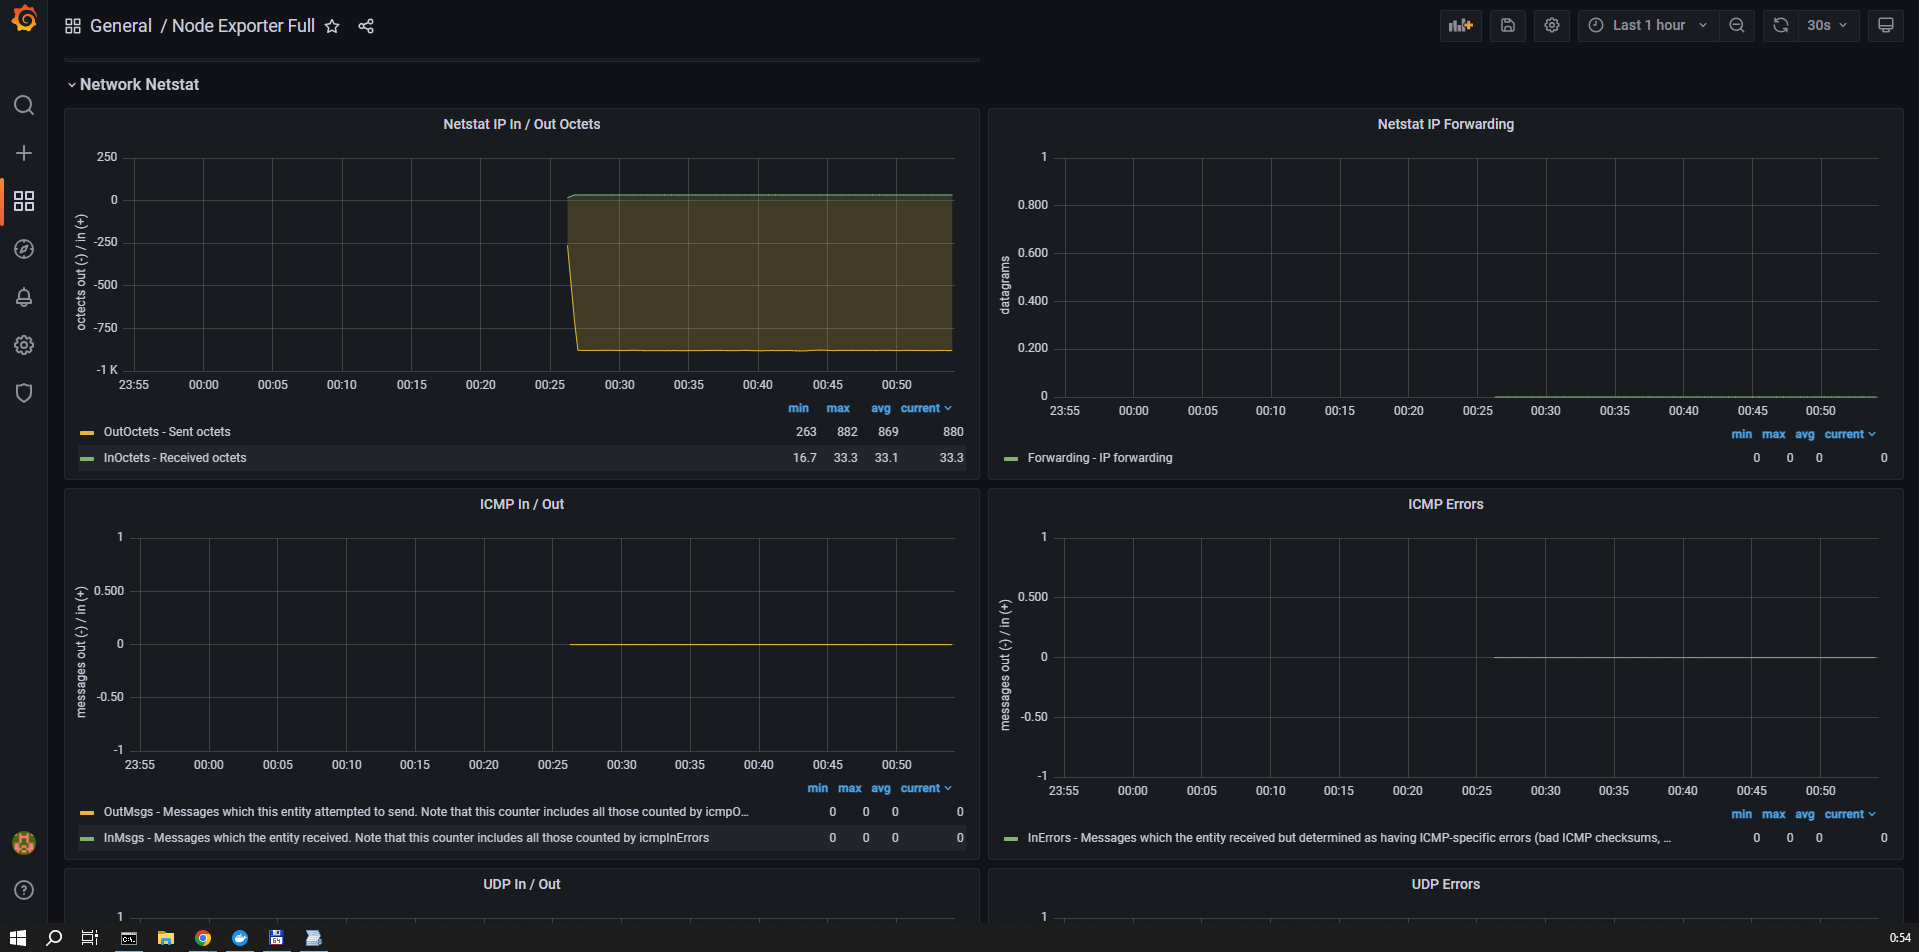 General / Node Exporter Full
Last 1 hour
30s
Network Netstat
Netstat IP In / Out Octets
octects out (-) / in (+)
250
0
-250
-500
-750
-1 K
23:55 00:00 00:05 00:10 00:15 00:20 00:25 00:30 00:35 00:40 00:45 00:50
min max avg current
OutOctets - Sent octets 263 882 869 880
InOctets - Received octets 16.7 33.3 33.1 33.3
Netstat IP Forwarding
datagrams
1
0.800
0.600
0.400
0.200
0
23:55 00:00 00:05 00:10 00:15 00:20 00:25 00:30 00:35 00:40 00:45 00:50
min max avg current
Forwarding - IP forwarding 0 0 0 0
ICMP In / Out
messages out (-) / in (+)
1
0.500
0
-0.50
-1
23:55 00:00 00:05 00:10 00:15 00:20 00:25 00:30 00:35 00:40 00:45 00:50
min max avg current
OutMsgs - Messages which this entity attempted to send. Note that this counter includes all those counted by icmpO... 0 0 0 0
InMsgs - Messages which the entity received. Note that this counter includes all those counted by icmpInErrors 0 0 0 0
ICMP Errors
messages out (-) / in (+)
1
0.500
0
-0.50
-1
23:55 00:00 00:05 00:10 00:15 00:20 00:25 00:30 00:35 00:40 00:45 00:50
min max avg current
InErrors - Messages which the entity received but determined as having ICMP-specific errors (bad ICMP checksums, ... 0 0 0 0
UDP In / Out
1
UDP Errors
1
0:54